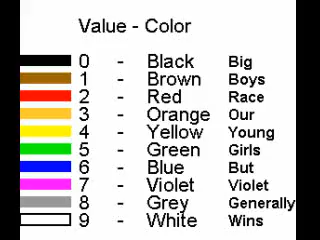 Value - Color
0 - Black Big
1 - Brown Boys
2 - Red Race
3 - Orange Our
4 - Yellow Young
5 - Green Girls
6 - Blue But
7 - Violet Violet
8 - Grey Generally
9 - White Wins